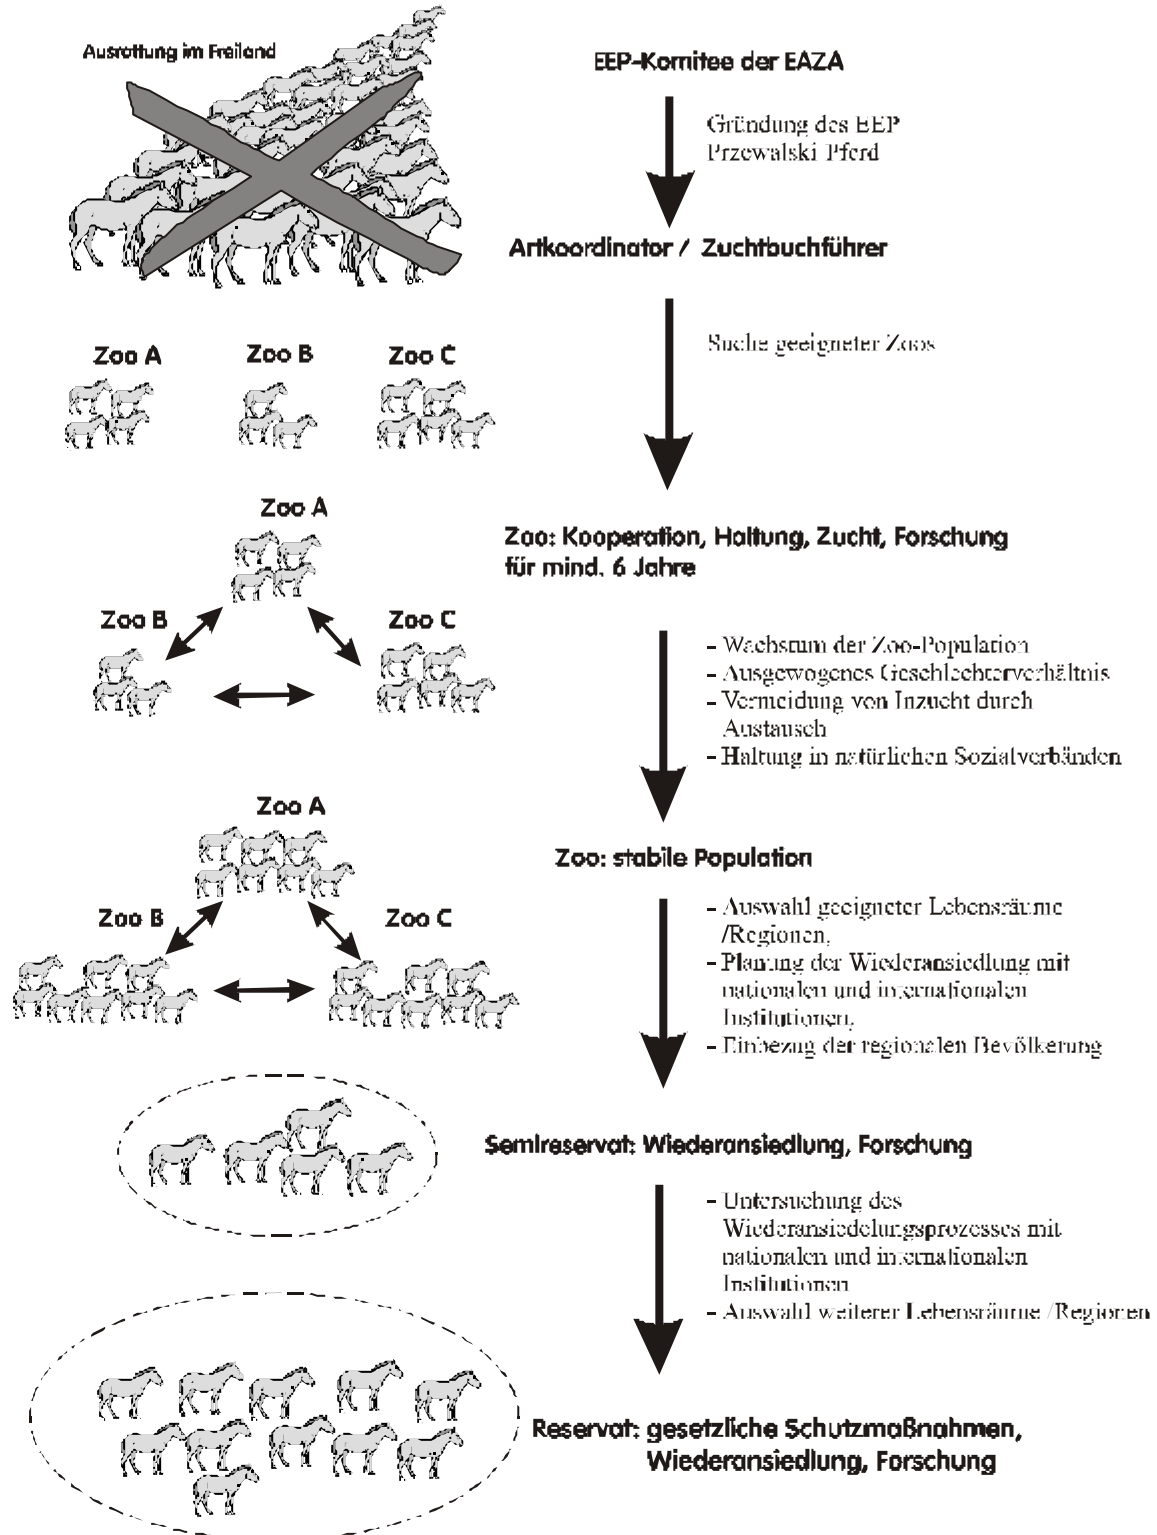 Ausrottung im Freiland
EEP-Komitee der EAZA
Gründung des EEP
Przewalski Pferd
Artkoordinator / Zuchtbuchführer
Suche geeigneter Zoos
Zoo A
Zoo B
Zoo C
Zoo A
Zoo B
Zoo C
Zoo: Kooperation, Haltung, Zucht, Forschung
für mind. 6 Jahre
- Wachstum der Zoo-Population
- Ausgewogenes Geschlechterverhältnis
- Vermeidung von Inzucht durch
Austausch
- Haltung in natürlichen Sozialverbänden
Zoo A
Zoo B
Zoo C
Zoo: stabile Population
- Auswahl geeigneter Lebensräume
/Regionen,
- Planung der Wiederansiedlung mit
nationalen und internationalen
Institutionen,
- Einbezug der regionalen Bevölkerung
Semireservat: Wiederansiedlung, Forschung
- Untersuchung des
Wiederansiedelungsprozesses mit
nationalen und internationalen
Institutionen
- Auswahl weiterer Lebensräume /Regionen
Reservat: gesetzliche Schutzmaßnahmen,
Wiederansiedlung, Forschung